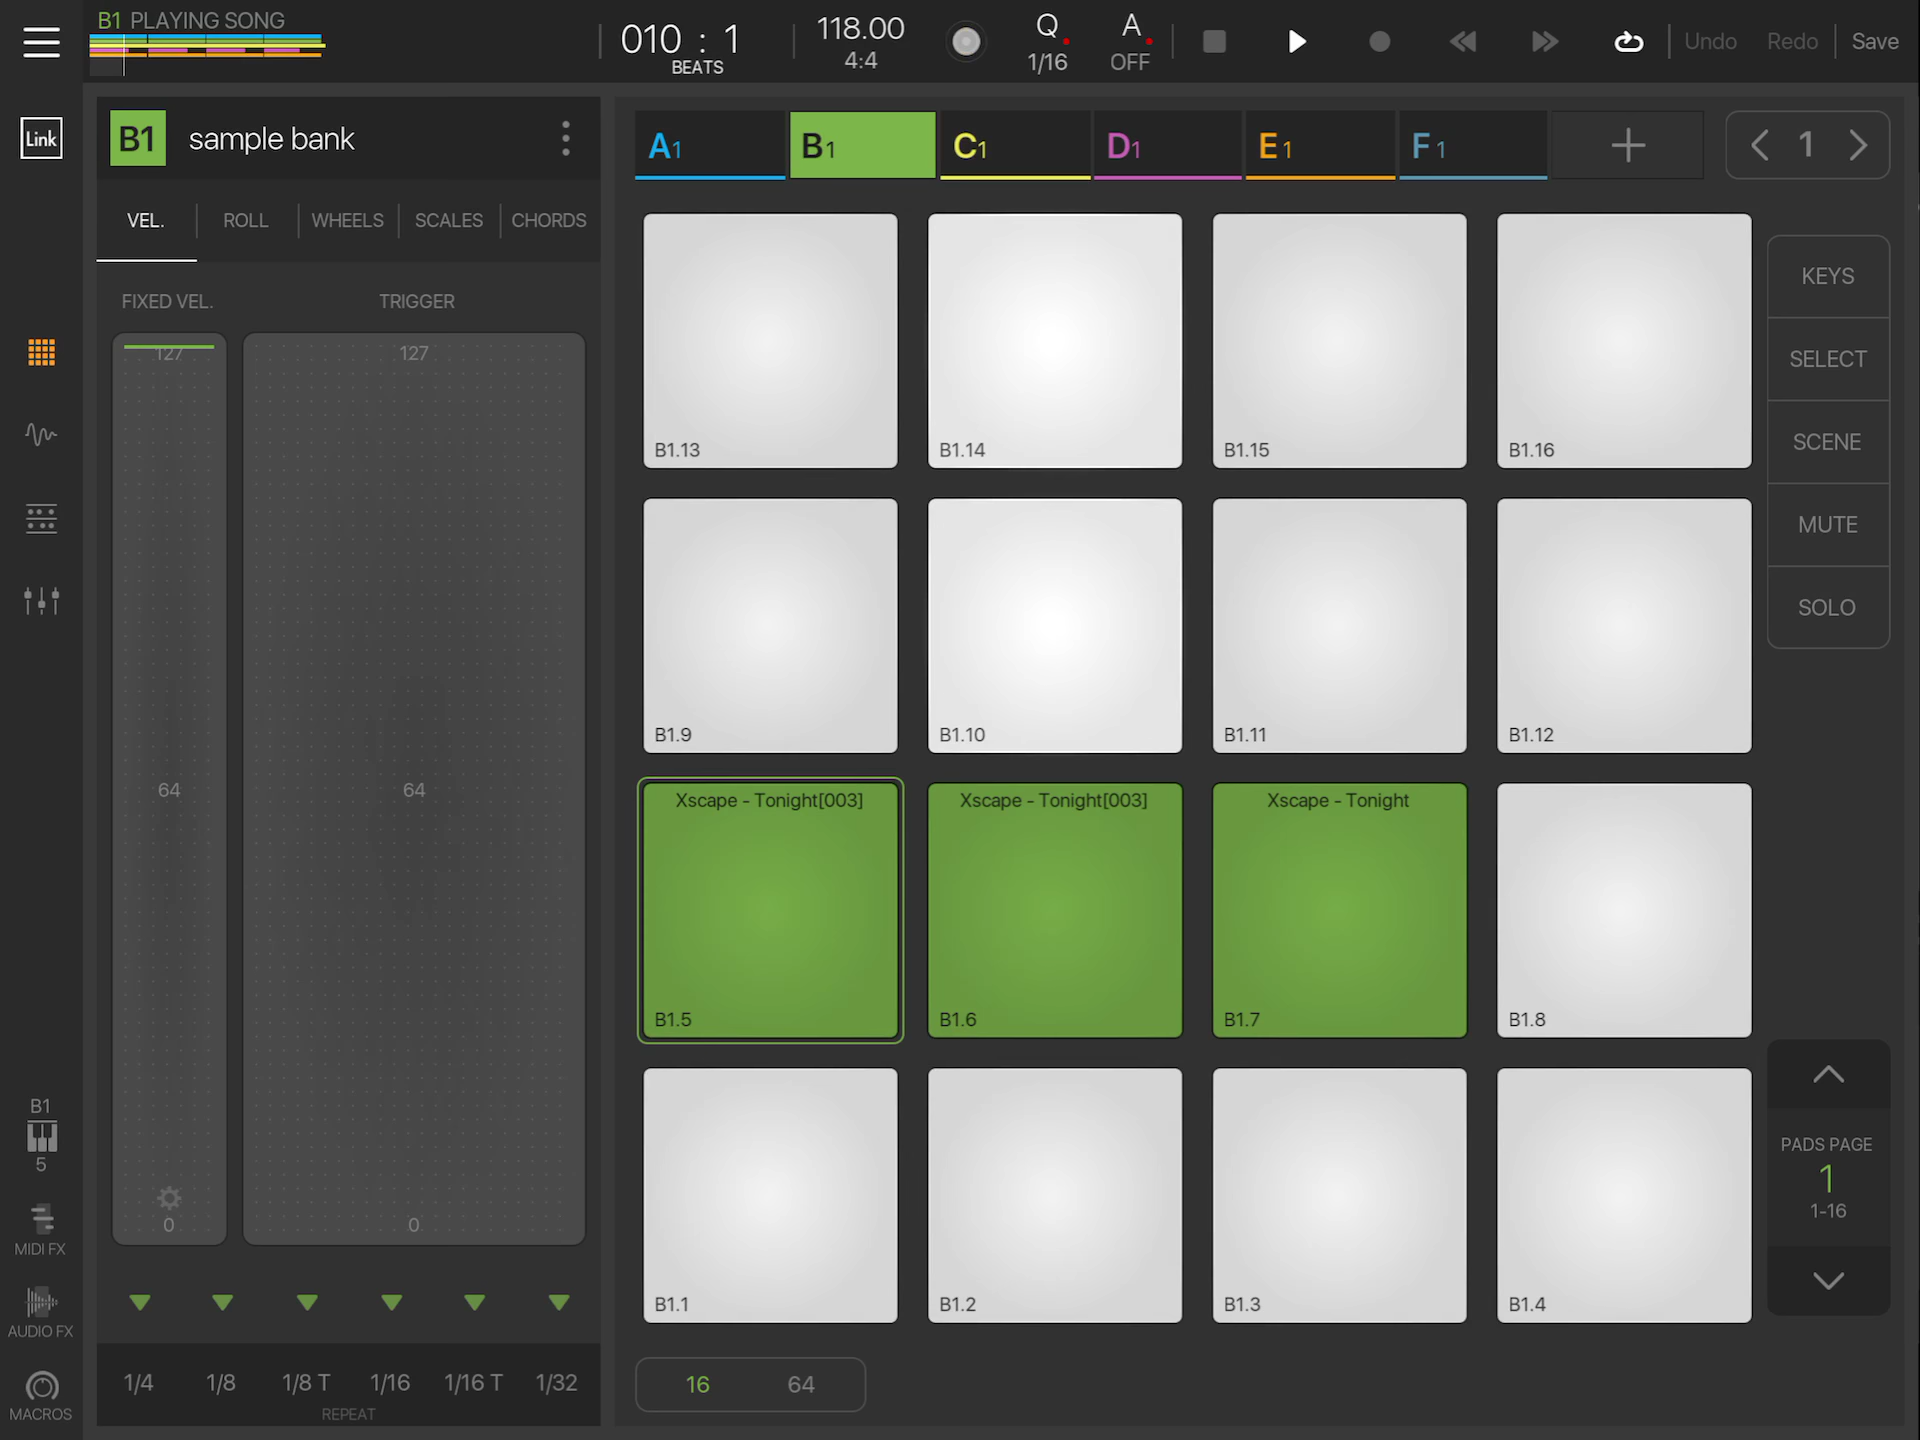 B1 PLAYING SONG
010 : 1
BEATS
118.00
4:4
Q
1/16
A
OFF
Undo
Redo
Save
Link
B1 sample bank
A1
B1
C1
D1
E1
F1
+
1
VEL.
ROLL
WHEELS
SCALES
CHORDS
FIXED VEL.
TRIGGER
127
127
64
64
0
0
B1.13
B1.14
B1.15
B1.16
B1.9
B1.10
B1.11
B1.12
Xscape - Tonight[003]
B1.5
Xscape - Tonight[003]
B1.6
Xscape - Tonight
B1.7
B1.8
B1.1
B1.2
B1.3
B1.4
KEYS
SELECT
SCENE
MUTE
SOLO
PADS PAGE
1
1-16
B1
5
MIDI FX
AUDIO FX
MACROS
1/4
1/8
1/8 T
1/16
1/16 T
1/32
REPEAT
16
64